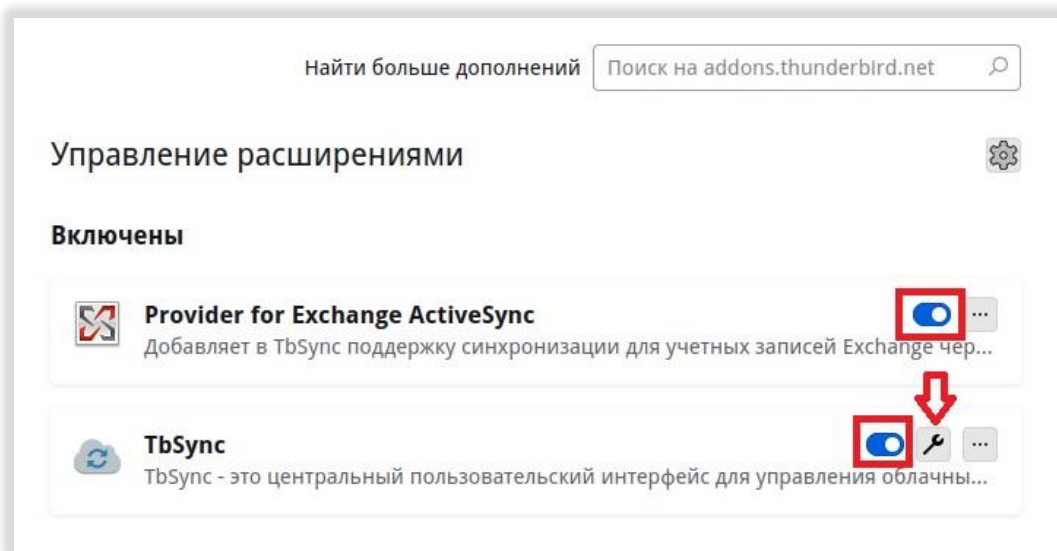 Найти больше дополнений Поиск на addons.thunderbird.net
Управление расширениями
Включены
Provider for Exchange ActiveSync
Добавляет в TbSync поддержку синхронизации для учетных записей Exchange чер...
TbSync
TbSync - это центральный пользовательский интерфейс для управления облачны...